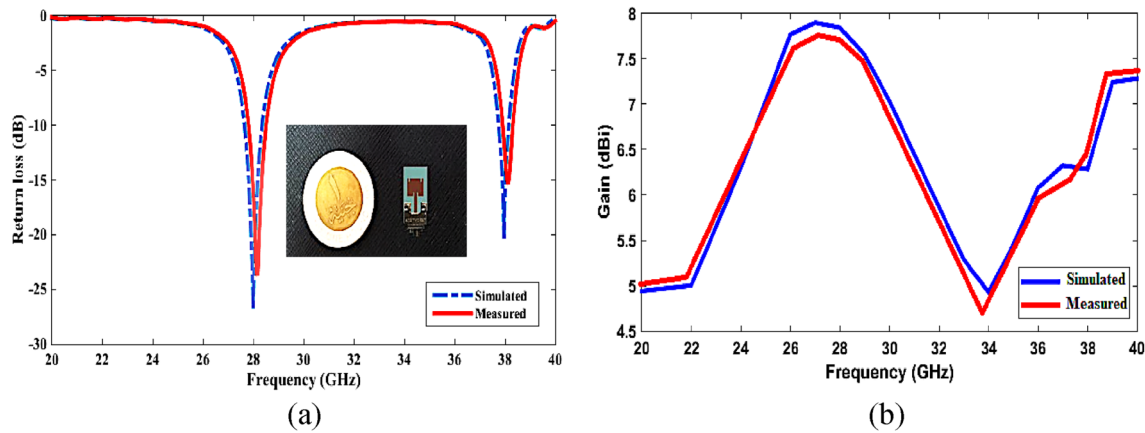 0
-5
-10
-15
-20
-25
-30
Return loss (dB)
Simulated
Measured
20 22 24 26 28 30 32 34 36 38 40
Frequency (GHz)
(a)
8
7.5
7
6.5
6
5.5
5
4.5
Gain (dBi)
Simulated
Measured
20 22 24 26 28 30 32 34 36 38 40
Frequency (GHz)
(b)